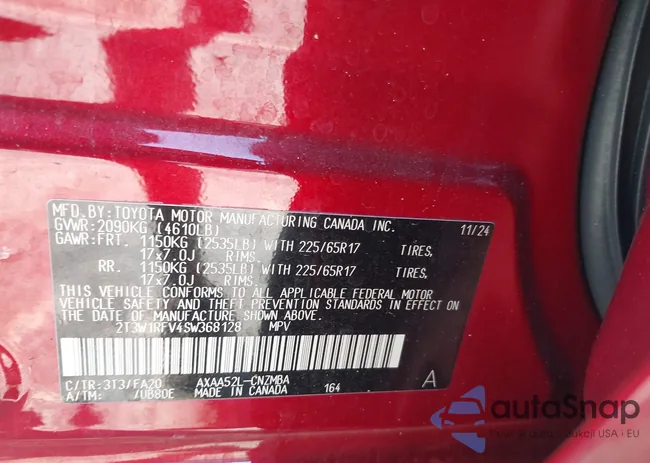 MFD. BY: TOYOTA MOTOR MANUFACTURING CANADA INC. 11/24
GVWR: 2090KG (4610LB)
GAWR: FRT. 1150KG (2535LB) WITH 225/65R17 TIRES,
17x7.0J RIMS.
RR. 1150KG (2535LB) WITH 225/65R17 TIRES,
17x7.0J RIMS.
THIS VEHICLE CONFORMS TO ALL APPLICABLE FEDERAL MOTOR
VEHICLE SAFETY AND THEFT PREVENTION STANDARDS IN EFFECT ON
THE DATE OF MANUFACTURE SHOWN ABOVE.
2T3W1RFV4SW368128 MPV
C/TR: 3T3/FA20 AXAA52L-CNZMBA
A/TM: /UB80E MADE IN CANADA 164 A
autoSnap
USA i EU